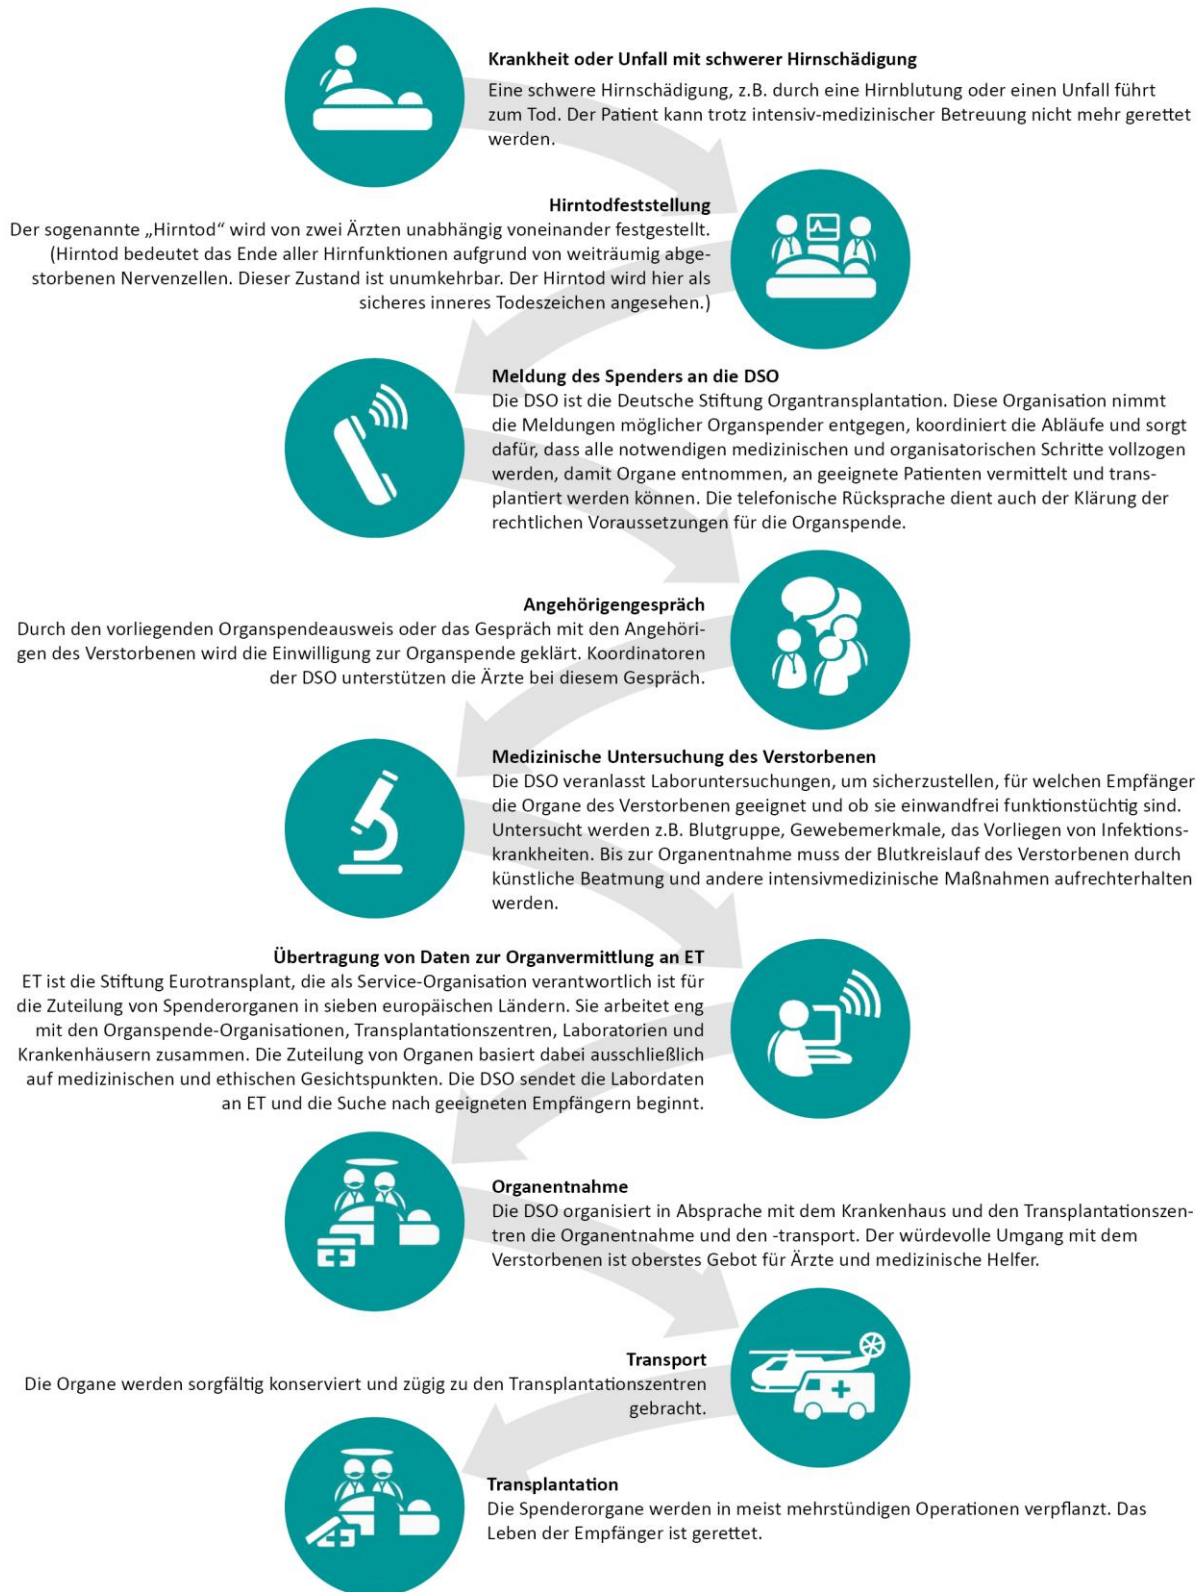 Krankheit oder Unfall mit schwerer Hirnschädigung
Eine schwere Hirnschädigung, z.B. durch eine Hirnblutung oder einen Unfall führt
zum Tod. Der Patient kann trotz intensiv-medizinischer Betreuung nicht mehr gerettet
werden.
Hirntodfeststellung
Der sogenannte „Hirntod“ wird von zwei Ärzten unabhängig voneinander festgestellt.
(Hirntod bedeutet das Ende aller Hirnfunktionen aufgrund von weiträumig abge-
storbenen Nervenzellen. Dieser Zustand ist unumkehrbar. Der Hirntod wird hier als
sicheres inneres Todeszeichen angesehen.)
Meldung des Spenders an die DSO
Die DSO ist die Deutsche Stiftung Organtransplantation. Diese Organisation nimmt
die Meldungen möglicher Organspender entgegen, koordiniert die Abläufe und sorgt
dafür, dass alle notwendigen medizinischen und organisatorischen Schritte vollzogen
werden, damit Organe entnommen, an geeignete Patienten vermittelt und trans-
plantiert werden können. Die telefonische Rücksprache dient auch der Klärung der
rechtlichen Voraussetzungen für die Organspende.
Angehörigengespräch
Durch den vorliegenden Organspendeausweis oder das Gespräch mit den Angehöri-
gen des Verstorbenen wird die Einwilligung zur Organspende geklärt. Koordinatoren
der DSO unterstützen die Ärzte bei diesem Gespräch.
Medizinische Untersuchung des Verstorbenen
Die DSO veranlasst Laboruntersuchungen, um sicherzustellen, für welchen Empfänger
die Organe des Verstorbenen geeignet und ob sie einwandfrei funktionstüchtig sind.
Untersucht werden z.B. Blutgruppe, Gewebemerkmale, das Vorliegen von Infektions-
krankheiten. Bis zur Organentnahme muss der Blutkreislauf des Verstorbenen durch
künstliche Beatmung und andere intensivmedizinische Maßnahmen aufrechterhalten
werden.
Übertragung von Daten zur Organvermittlung an ET
ET ist die Stiftung Eurotransplant, die als Service-Organisation verantwortlich ist für
die Zuteilung von Spenderorganen in sieben europäischen Ländern. Sie arbeitet eng
mit den Organspende-Organisationen, Transplantationszentren, Laboratorien und
Krankenhäusern zusammen. Die Zuteilung von Organen basiert dabei ausschließlich
auf medizinischen und ethischen Gesichtspunkten. Die DSO sendet die Labordaten
an ET und die Suche nach geeigneten Empfängern beginnt.
Organentnahme
Die DSO organisiert in Absprache mit dem Krankenhaus und den Transplantationszen-
tren die Organentnahme und den -transport. Der würdevolle Umgang mit dem
Verstorbenen ist oberstes Gebot für Ärzte und medizinische Helfer.
Transport
Die Organe werden sorgfältig konserviert und zügig zu den Transplantationszentren
gebracht.
Transplantation
Die Spenderorgane werden in meist mehrstündigen Operationen verpflanzt. Das
Leben der Empfänger ist gerettet.